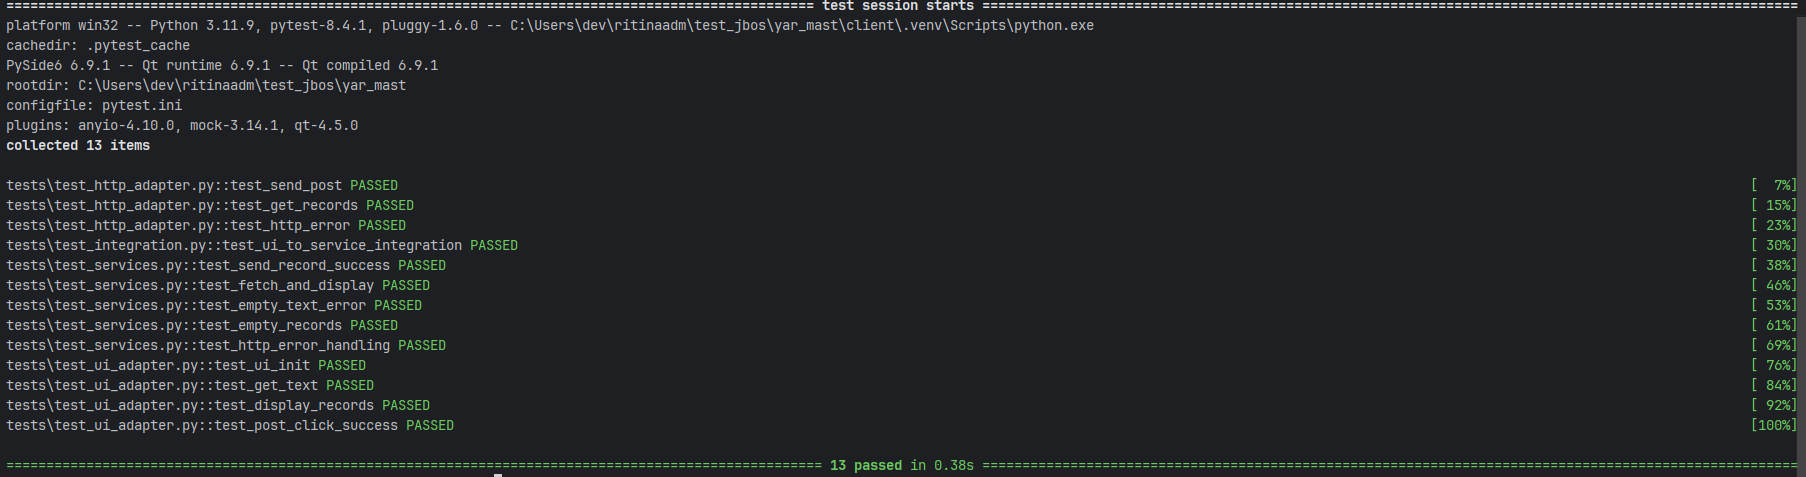 ===================================================================================================== test session starts ======================================================================================================
platform win32 -- Python 3.11.9, pytest-8.4.1, pluggy-1.6.0 -- C:\Users\dev\ritinaadm\test_jbos\yar_mast\client\.venv\Scripts\python.exe
cachedir: .pytest_cache
PySide6 6.9.1 -- Qt runtime 6.9.1 -- Qt compiled 6.9.1
rootdir: C:\Users\dev\ritinaadm\test_jbos\yar_mast
configfile: pytest.ini
plugins: anyio-4.10.0, mock-3.14.1, qt-4.5.0
collected 13 items
tests\test_http_adapter.py::test_send_post PASSED [  7%]
tests\test_http_adapter.py::test_get_records PASSED [ 15%]
tests\test_http_adapter.py::test_http_error PASSED [ 23%]
tests\test_integration.py::test_ui_to_service_integration PASSED [ 30%]
tests\test_services.py::test_send_record_success PASSED [ 38%]
tests\test_services.py::test_fetch_and_display PASSED [ 46%]
tests\test_services.py::test_empty_text_error PASSED [ 53%]
tests\test_services.py::test_empty_records PASSED [ 61%]
tests\test_services.py::test_http_error_handling PASSED [ 69%]
tests\test_ui_adapter.py::test_ui_init PASSED [ 76%]
tests\test_ui_adapter.py::test_get_text PASSED [ 84%]
tests\test_ui_adapter.py::test_display_records PASSED [ 92%]
tests\test_ui_adapter.py::test_post_click_success PASSED [100%]
====================================================================================================== 13 passed in 0.38s ======================================================================================================